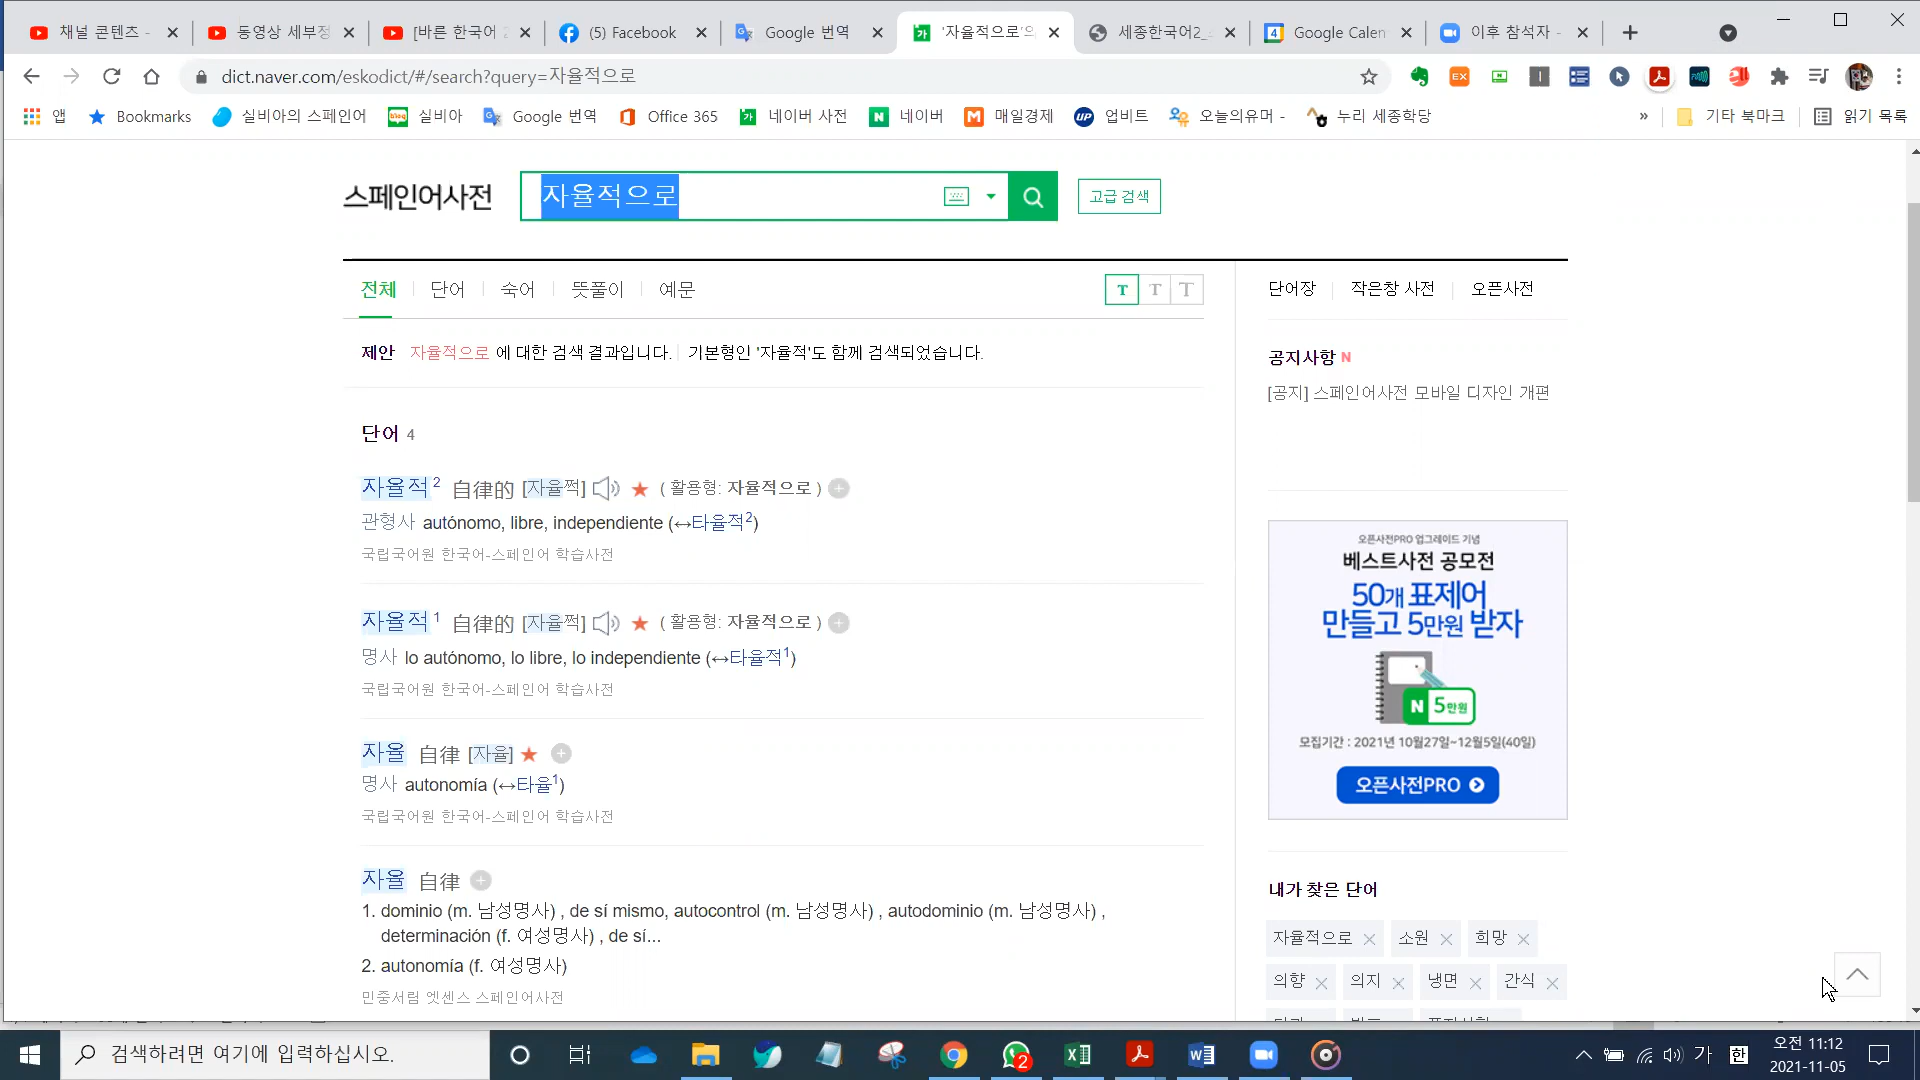 채널 콘텐츠 -
동영상 세부정
[바른 한국어 2
(5) Facebook
Google 번역
'자율적으로'의
세종한국어2_
Google Calen
이후 참석자 -
dict.naver.com/eskodict/#/search?query=자율적으로
앱 Bookmarks 실비아의 스페인어 실비아 Google 번역 Office 365 네이버 사전 네이버 매일경제 업비트 오늘의유머 - 누리 세종학당 » 기타 북마크 읽기 목록
스페인어사전 자율적으로 고급 검색
전체 단어 숙어 뜻풀이 예문 T T T
제안 자율적으로 에 대한 검색 결과입니다. 기본형인 '자율적'도 함께 검색되었습니다.
단어 4
자율적2 自律的 [자율쩍] ( 활용형: 자율적으로 )
관형사 autónomo, libre, independiente (↔타율적2)
국립국어원 한국어-스페인어 학습사전
자율적1 自律的 [자율쩍] ( 활용형: 자율적으로 )
명사 lo autónomo, lo libre, lo independiente (↔타율적1)
국립국어원 한국어-스페인어 학습사전
자율 自律 [자율]
명사 autonomía (↔타율1)
국립국어원 한국어-스페인어 학습사전
자율 自律
1. dominio (m. 남성명사) , de sí mismo, autocontrol (m. 남성명사) , autodominio (m. 남성명사) ,
determinación (f. 여성명사) , de sí...
2. autonomía (f. 여성명사)
민중서림 엣센스 스페인어사전
단어장 작은창 사전 오픈사전
공지사항 N
[공지] 스페인어사전 모바일 디자인 개편
오픈사전PRO 업그레이드 기념
베스트사전 공모전
50개 표제어
만들고 5만원 받자
N 5만원
모집기간 : 2021년 10월27일~12월5일(40일)
오픈사전PRO
내가 찾은 단어
자율적으로 소원 희망
의향 의지 냉면 간식
검색하려면 여기에 입력하십시오.
2
가 한
오전 11:12
2021-11-05